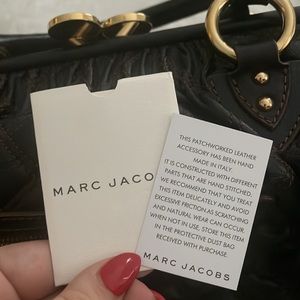 MARC JACO
THIS PATCHWORKED LEATHER
ACCESSORY HAS BEEN HAND
MADE IN ITALY.
IT IS CONSTRUCTED WITH DIFFERENT
PARTS THAT ARE HAND STITCHED
WE RECOMMEND THAT YOU TREAT
THIS ITEM DELICATELY AND AVOID
EXCESSIVE FRICTION AS SCRATCHING
AND NATURAL WEAR CAN OCCUR.
WHEN NOT IN USE, STORE THIS ITEM
IN THE PROTECTIVE DUST BAG
RECEIVED WITH PURCHASE.
MARC JACOBS